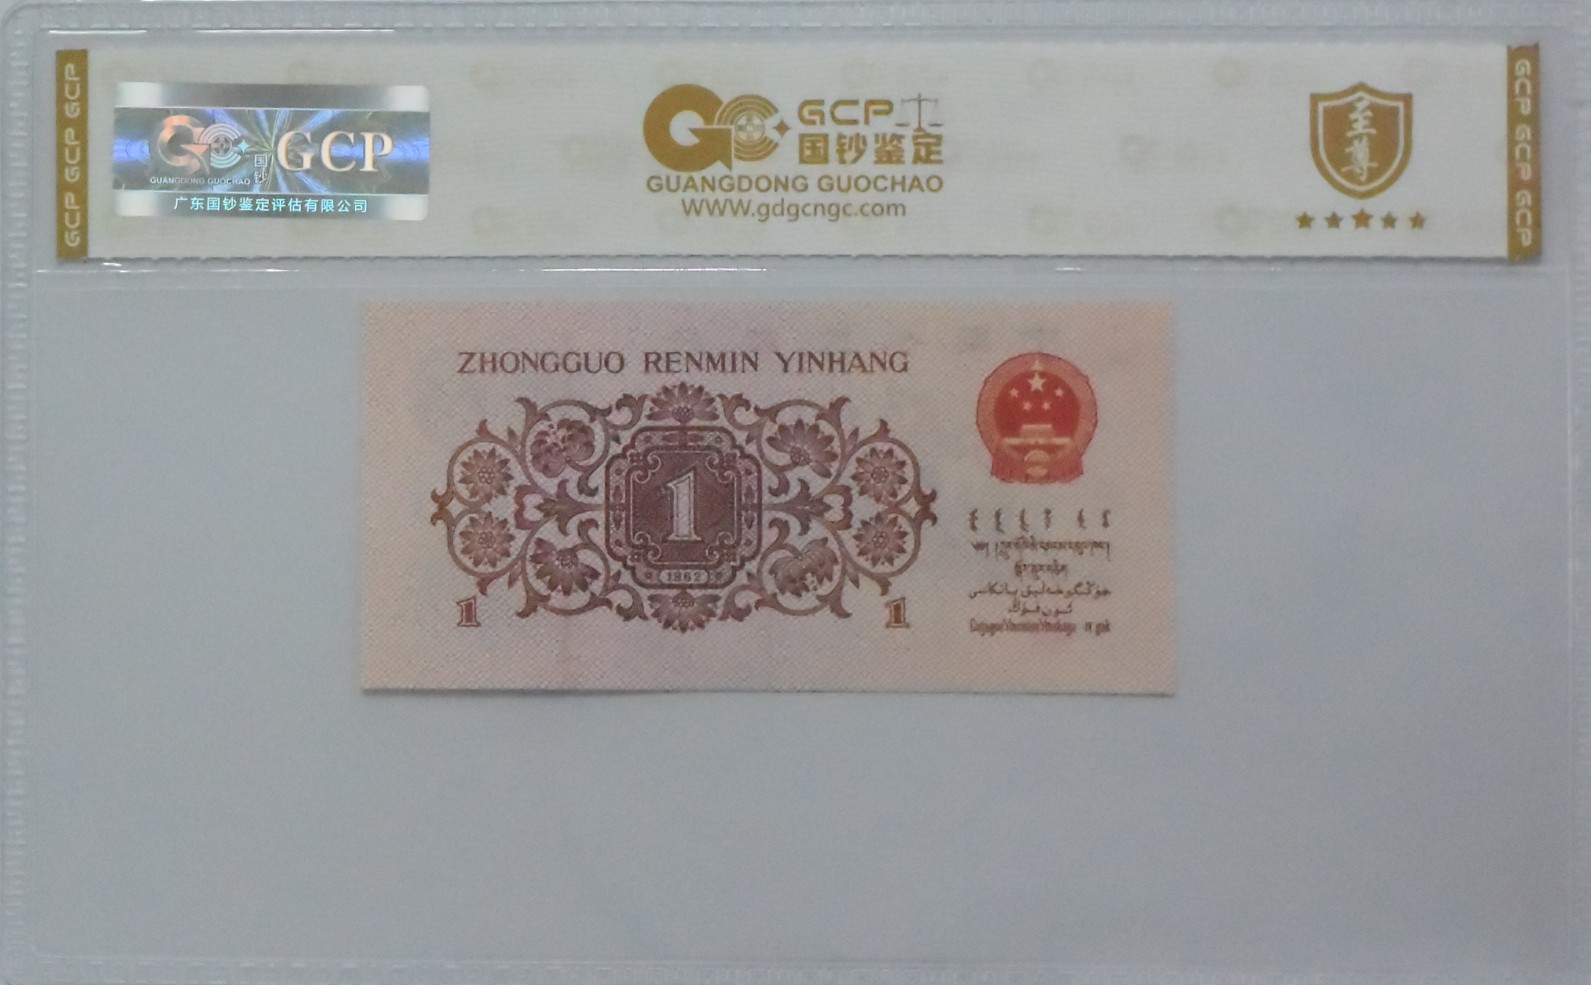 GCP GCP GCP
GCP
GUANGDONG GUOCHAO
国钞
广东国钞鉴定评估有限公司
GCP
国钞鉴定
GUANGDONG GUOCHAO
WWW.gdgcngc.com
至尊
GCP GCP GCP
ZHONGGUO RENMIN YINHANG
1
1962
1 1